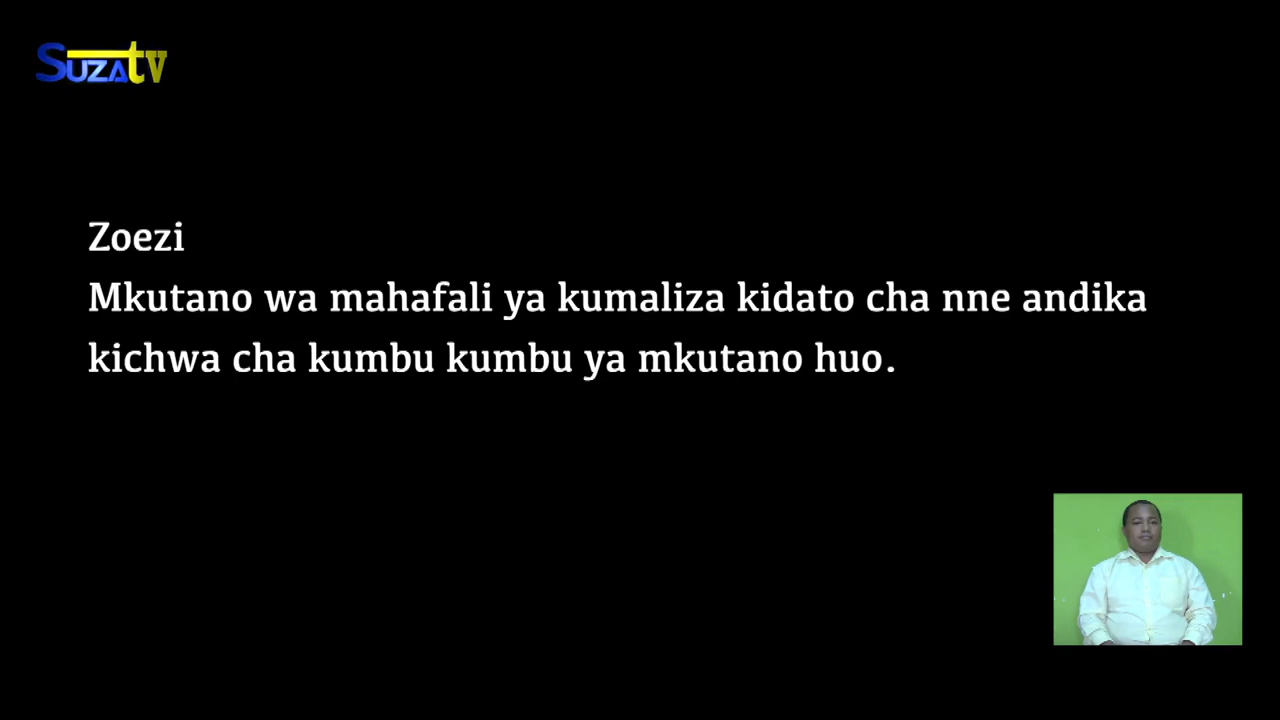 SUZAtv
Zoezi
Mkutano wa mahafali ya kumaliza kidato cha nne andika
kichwa cha kumbu kumbu ya mkutano huo.